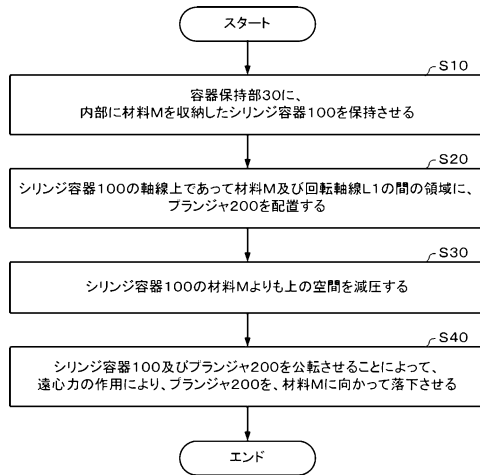 スタート
S10
容器保持部30に、
内部に材料Mを収納したシリンジ容器100を保持させる
S20
シリンジ容器100の軸線上であって材料M及び回転軸線L1の間の領域に、
プランジャ200を配置する
S30
シリンジ容器100の材料Mよりも上の空間を減圧する
S40
シリンジ容器100及びプランジャ200を公転させることによって、
遠心力の作用により、プランジャ200を、材料Mに向かって落下させる
エンド